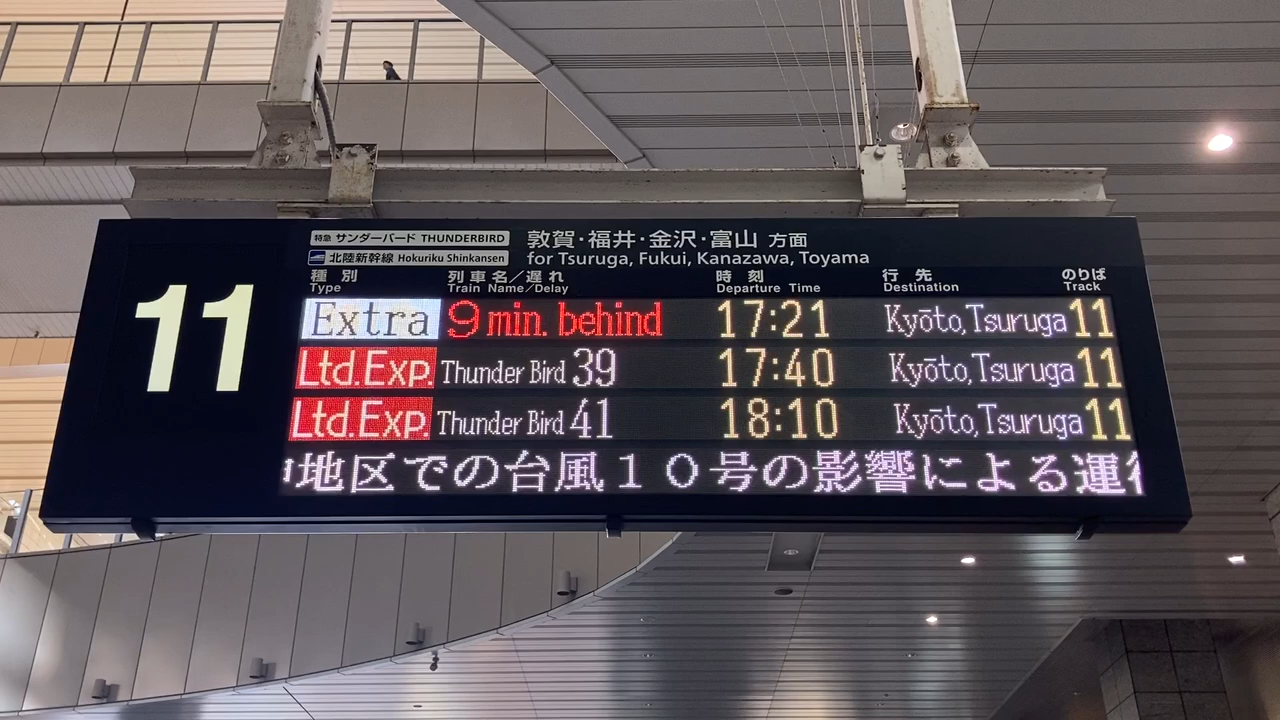 11
特急 サンダーバード THUNDERBIRD 敦賀・福井・金沢・富山 方面
北陸新幹線 Hokuriku Shinkansen for Tsuruga, Fukui, Kanazawa, Toyama
種別 列車名/遅れ 時刻 行先 のりば
Type Train Name/Delay Departure Time Destination Track
Extra 9 min. behind 17:21 Kyōto,Tsuruga 11
Ltd.Exp. Thunder Bird 39 17:40 Kyōto,Tsuruga 11
Ltd.Exp. Thunder Bird 41 18:10 Kyōto,Tsuruga 11
地区での台風10号の影響による運行